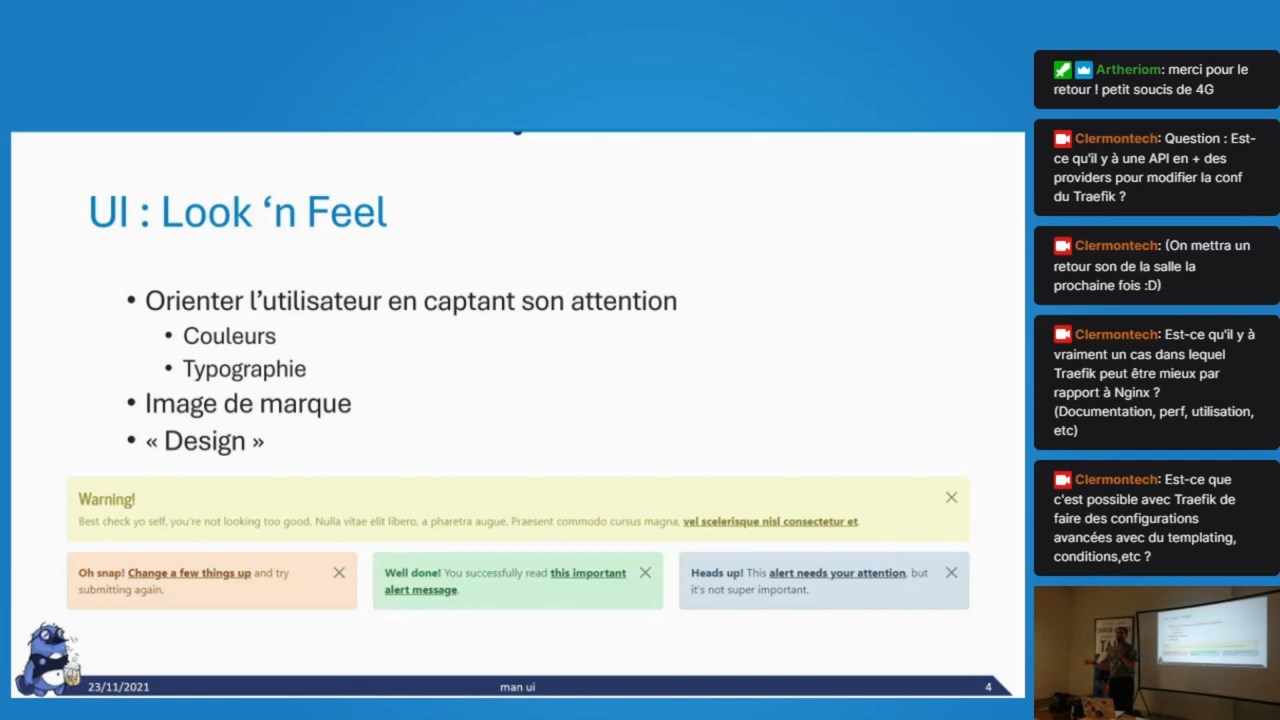 UI : Look ‘n Feel
• Orienter l’utilisateur en captant son attention
• Couleurs
• Typographie
• Image de marque
• « Design »
Warning!
Best check yo self, you're not looking too good. Nulla vitae elit libero, a pharetra augue. Praesent commodo cursus magna, vel scelerisque nisl consectetur et.
Oh snap! Change a few things up and try
submitting again.
Well done! You successfully read this important
alert message.
Heads up! This alert needs your attention, but
it's not super important.
23/11/2021
man ui
4
Artheriom: merci pour le
retour ! petit soucis de 4G
Clermontech: Question : Est-
ce qu'il y à une API en + des
providers pour modifier la conf
du Traefik ?
Clermontech: (On mettra un
retour son de la salle la
prochaine fois :D)
Clermontech: Est-ce qu'il y à
vraiment un cas dans lequel
Traefik peut être mieux par
rapport à Nginx ?
(Documentation, perf, utilisation,
etc)
Clermontech: Est-ce que
c'est possible avec Traefik de
faire des configurations
avancées avec du templating,
conditions,etc ?